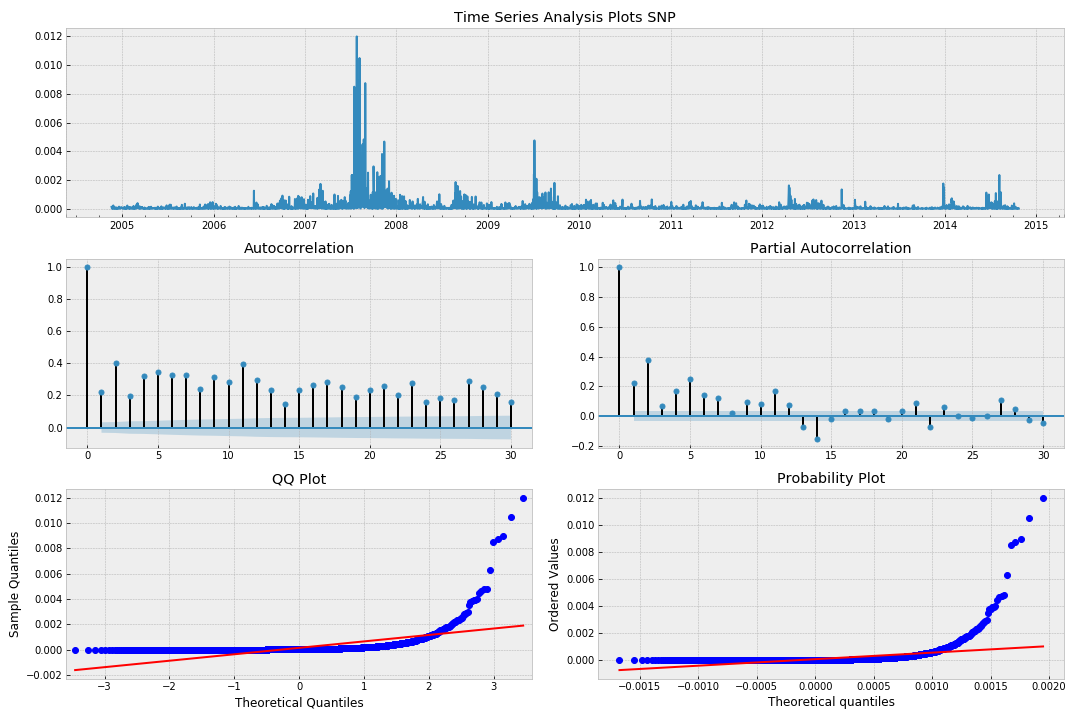 Time Series Analysis Plots SNP
0.012
0.010
0.008
0.006
0.004
0.002
0.000
2005 2006 2007 2008 2009 2010 2011 2012 2013 2014 2015
Autocorrelation
1.0
0.8
0.6
0.4
0.2
0.0
0 5 10 15 20 25 30
Partial Autocorrelation
1.0
0.8
0.6
0.4
0.2
0.0
−0.2
0 5 10 15 20 25 30
QQ Plot
Sample Quantiles
0.012
0.010
0.008
0.006
0.004
0.002
0.000
−0.002
−3 −2 −1 0 1 2 3
Theoretical Quantiles
Probability Plot
Ordered Values
0.012
0.010
0.008
0.006
0.004
0.002
0.000
−0.0015 −0.0010 −0.0005 0.0000 0.0005 0.0010 0.0015 0.0020
Theoretical quantiles